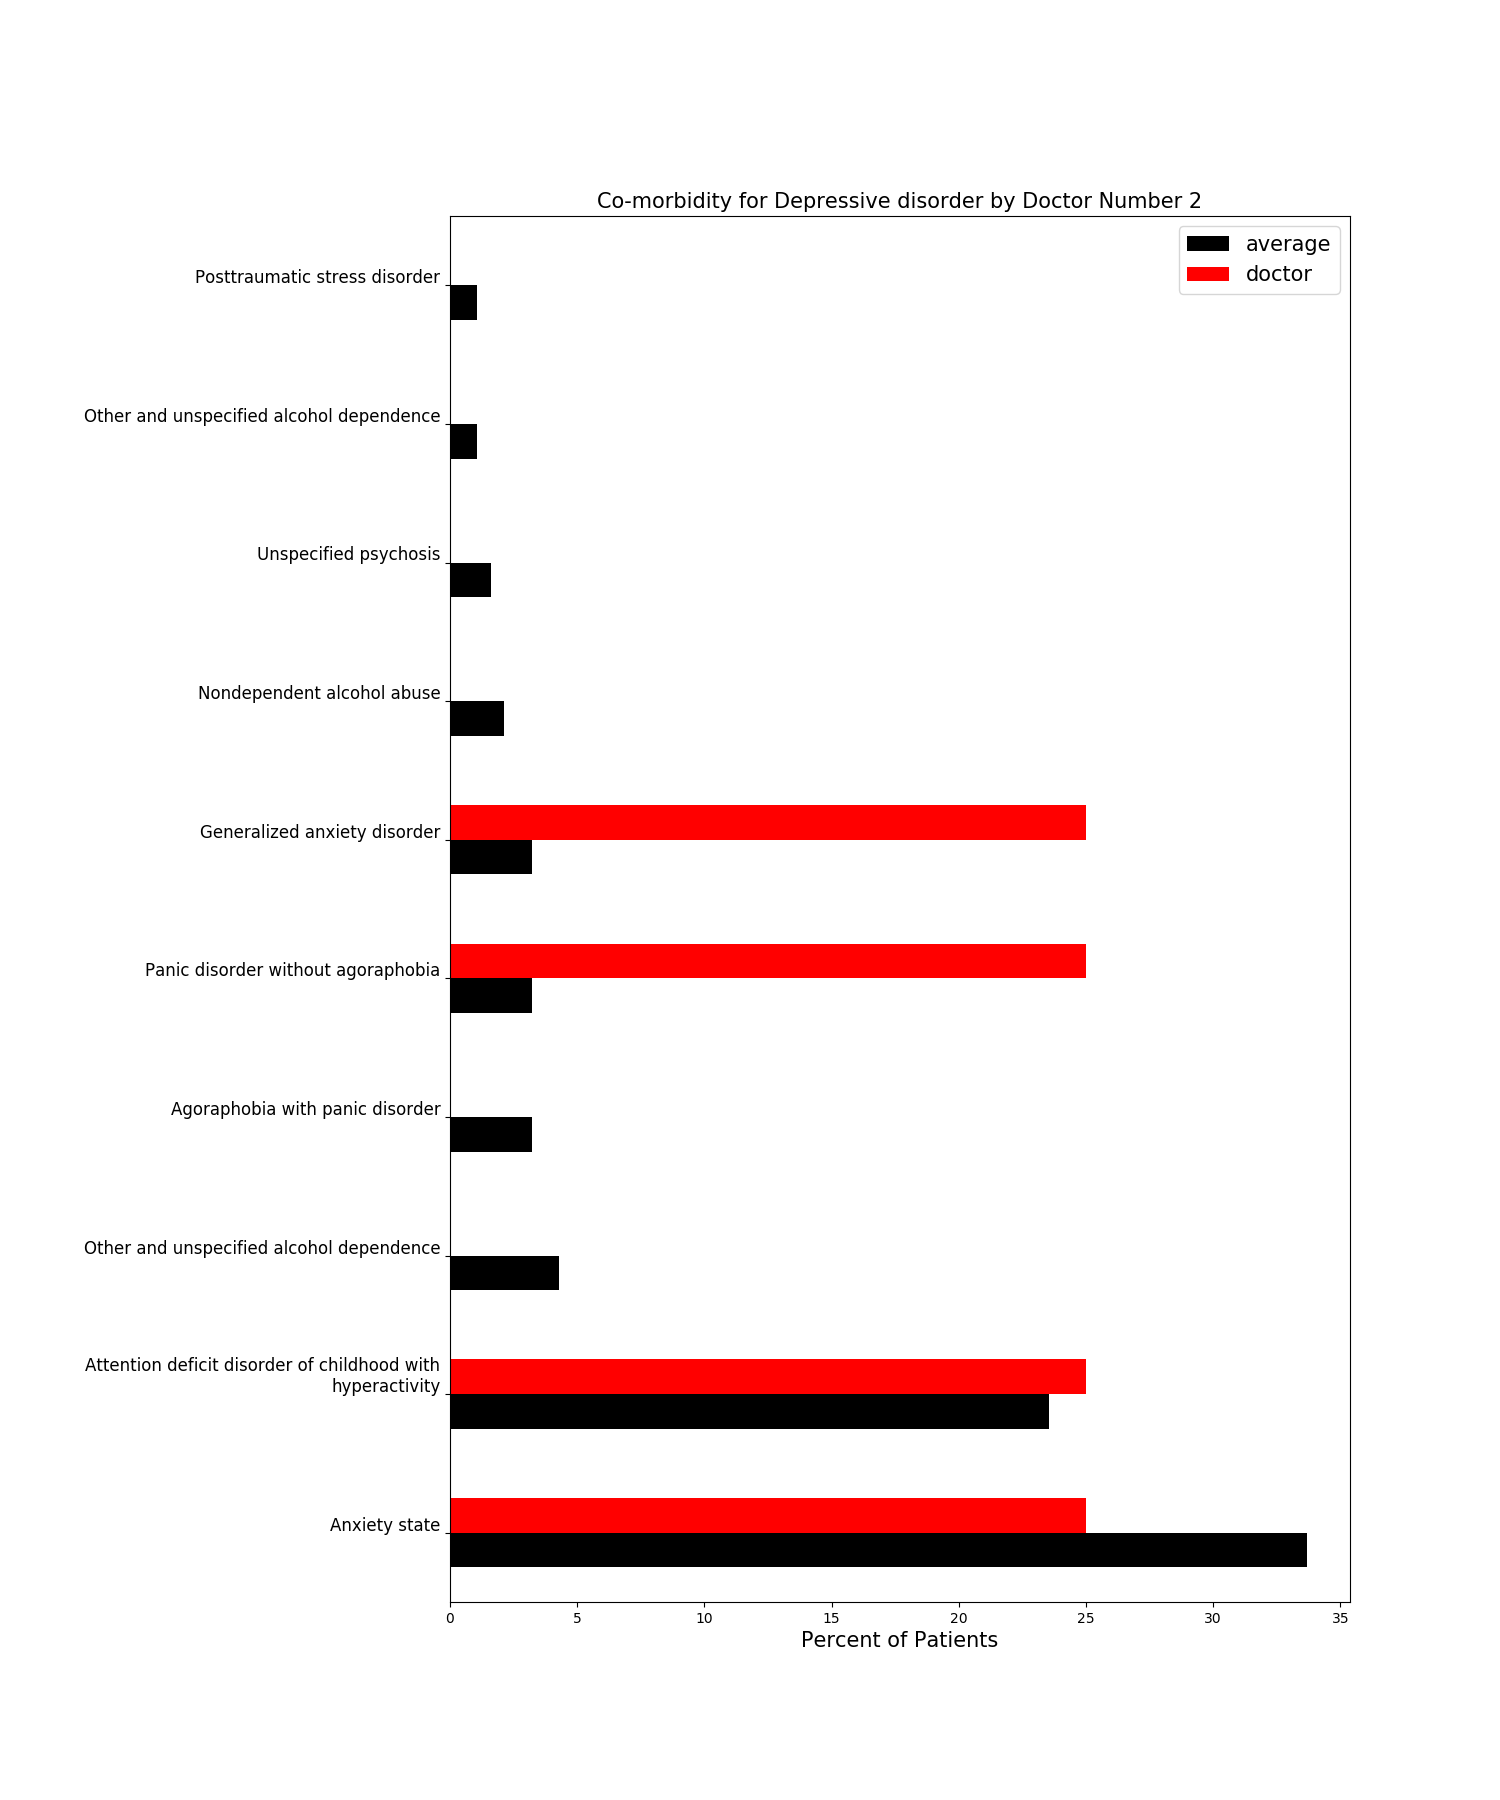 Co-morbidity for Depressive disorder by Doctor Number 2
average
doctor
Posttraumatic stress disorder
Other and unspecified alcohol dependence
Unspecified psychosis
Nondependent alcohol abuse
Generalized anxiety disorder
Panic disorder without agoraphobia
Agoraphobia with panic disorder
Other and unspecified alcohol dependence
Attention deficit disorder of childhood with
hyperactivity
Anxiety state
0 5 10 15 20 25 30 35
Percent of Patients